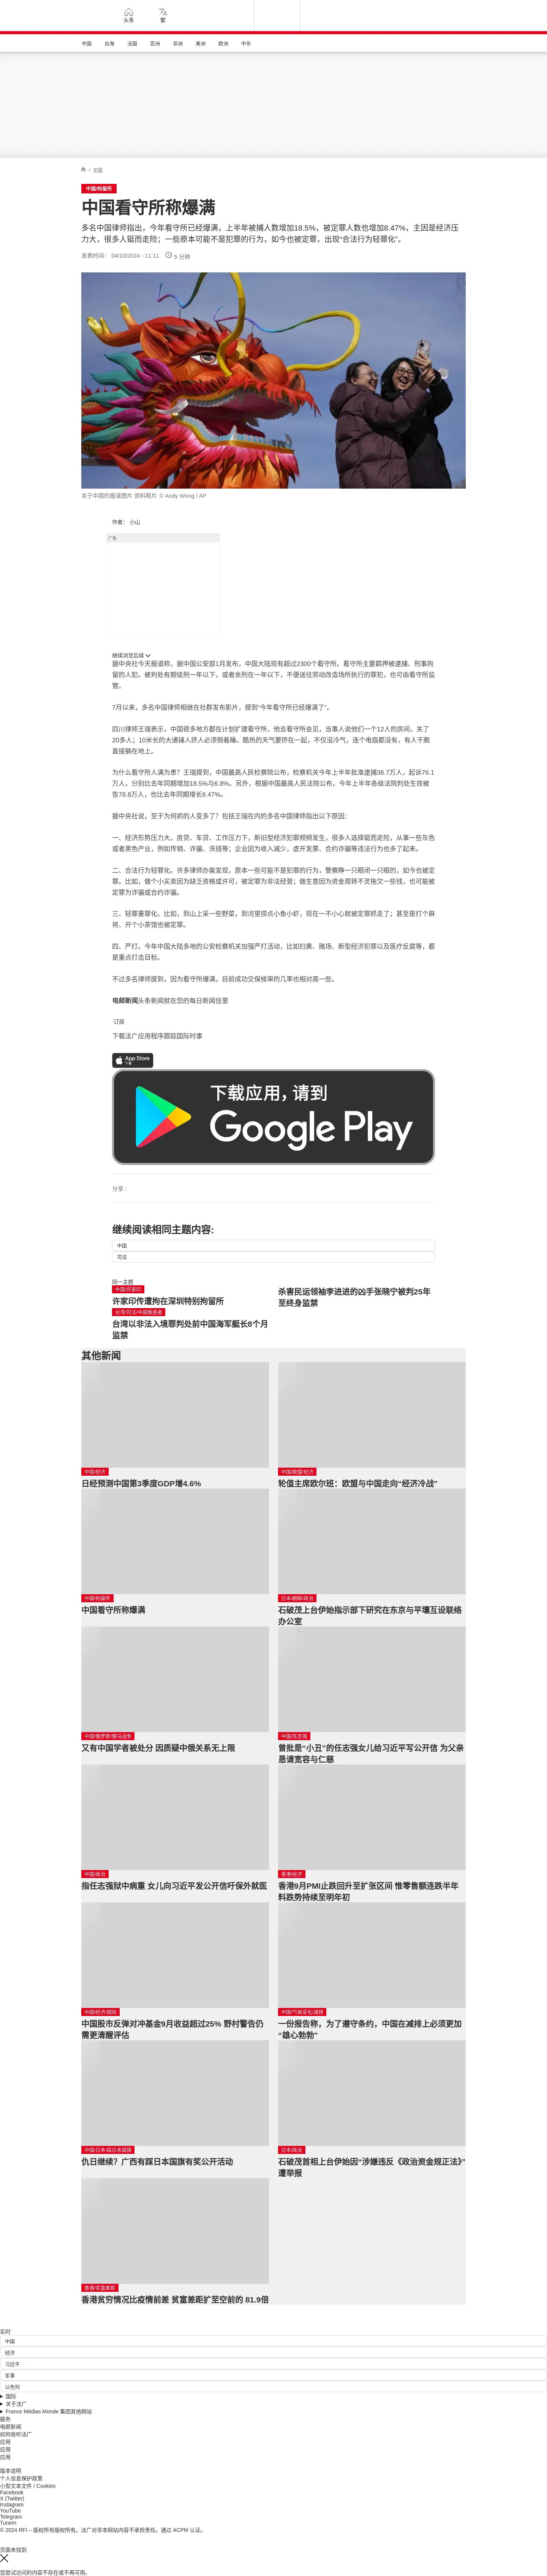 头条
繁
中国
台海
法国
亚洲
非洲
美洲
欧洲
中东
/ 中国
中国/拘留所
中国看守所称爆满
多名中国律师指出，今年看守所已经爆满，上半年被捕人数增加18.5%，被定罪人数也增加8.47%，主因是经济压
力大，很多人铤而走险；一些原本可能不是犯罪的行为，如今也被定罪，出现“合法行为轻罪化”。
发表时间： 04/10/2024 - 11:11
5 分钟
关于中国的报道图片 资料照片 © Andy Wong / AP
作者： 小山
广告
继续浏览后续
据中央社今天报道称，据中国公安部1月发布，中国大陆现有超过2300个看守所。看守所主要羁押被逮捕、刑事拘
留的人犯。被判处有期徒刑一年以下，或者余刑在一年以下，不便送往劳动改造场所执行的罪犯，也可由看守所监
管。
7月以来，多名中国律师相继在社群发布影片，提到“今年看守所已经爆满了”。
四川律师王瑞表示，中国很多地方都在计划扩建看守所，他去看守所会见，当事人说他们一个12人的房间，关了
20多人；10米长的大通铺人挤人必须侧着睡。酷热的天气要挤在一起，不仅没冷气，连个电扇都没有，有人干脆
直接躺在地上。
为什么看守所人满为患？王瑞提到，中国最高人民检察院公布，检察机关今年上半年批准逮捕36.7万人，起诉76.1
万人，分别比去年同期增加18.5%与6.8%。另外，根据中国最高人民法院公布，今年上半年各级法院判处生效被
告78.8万人，也比去年同期增长8.47%。
据中央社说，至于为何抓的人变多了？包括王瑞在内的多名中国律师指出以下原因：
一、经济形势压力大。房贷、车贷、工作压力下，新旧型经济犯罪频频发生，很多人选择铤而走险，从事一些灰色
或者黑色产业，例如传销、诈骗、洗钱等；企业因为收入减少，虚开发票、合约诈骗等违法行为也多了起来。
二、合法行为轻罪化。许多律师办案发现，原本一些可能不是犯罪的行为，警察睁一只眼闭一只眼的，如今也被定
罪。比如，做个小买卖因为缺乏资格或许可，被定罪为非法经营；做生意因为资金周转不灵拖欠一些钱，也可能被
定罪为诈骗或合约诈骗。
三、轻罪重罪化。比如，到山上采一些野菜，到河里捞点小鱼小虾，现在一不小心就被定罪抓走了；甚至是打个麻
将、开个小茶馆也被定罪。
四、严打。今年中国大陆多地的公安检察机关加强严打活动，比如扫黄、赌场、新型经济犯罪以及医疗反腐等，都
是重点打击目标。
不过多名律师提到，因为看守所爆满，目前成功交保候审的几率也相对高一些。
电邮新闻头条新闻就在您的每日新闻信里
订阅
下载法广应用程序跟踪国际时事
App Store
下载
下载应用，请到
Google Play
分享 :
继续阅读相同主题内容:
中国
司法
同一主题
中国/许家印
许家印传遭拘在深圳特别拘留所
杀害民运领袖李进进的凶手张晓宁被判25年
至终身监禁
台湾/司法/中国叛逃者
台湾以非法入境罪判处前中国海军艇长8个月
监禁
其他新闻
中国/经济
日经预测中国第3季度GDP增4.6%
中国/欧盟/经济
轮值主席欧尔班：欧盟与中国走向“经济冷战”
中国/拘留所
中国看守所称爆满
日本/朝鲜/政治
石破茂上台伊始指示部下研究在东京与平壤互设联络
办公室
中国/俄罗斯/俄乌战争
又有中国学者被处分 因质疑中俄关系无上限
中国/任志强
曾批是“小丑”的任志强女儿给习近平写公开信 为父亲
恳请宽容与仁慈
中国/政治
指任志强狱中病重 女儿向习近平发公开信吁保外就医
香港/经济
香港9月PMI止跌回升至扩张区间 惟零售额连跌半年
料跌势持续至明年初
中国/经济/国际
中国股市反弹对冲基金9月收益超过25% 野村警告仍
需更清醒评估
中国/气候变化/减排
一份报告称，为了遵守条约，中国在减排上必须更加
“雄心勃勃”
中国/日本/踩日本国旗
仇日继续？广西有踩日本国旗有奖公开活动
日本/政治
石破茂首相上台伊始因“涉嫌违反《政治资金规正法》”
遭举报
香港/贫富差距
香港贫穷情况比疫情前差 贫富差距扩至空前的 81.9倍
实时
中国
经济
习近平
军事
以色列
国际
关于法广
France Médias Monde 集团其他网站
服务
电邮新闻
如何收听法广
应用
应用
应用
版本说明
个人信息保护政策
小型文本文件 / Cookies
Facebook
X (Twitter)
Instagram
YouTube
Telegram
TuneIn
© 2024 RFI – 版权所有版权所有。法广对非本网站内容不承担责任。通过 ACPM 认证。
页面未找到
您尝试访问的内容不存在或不再可用。